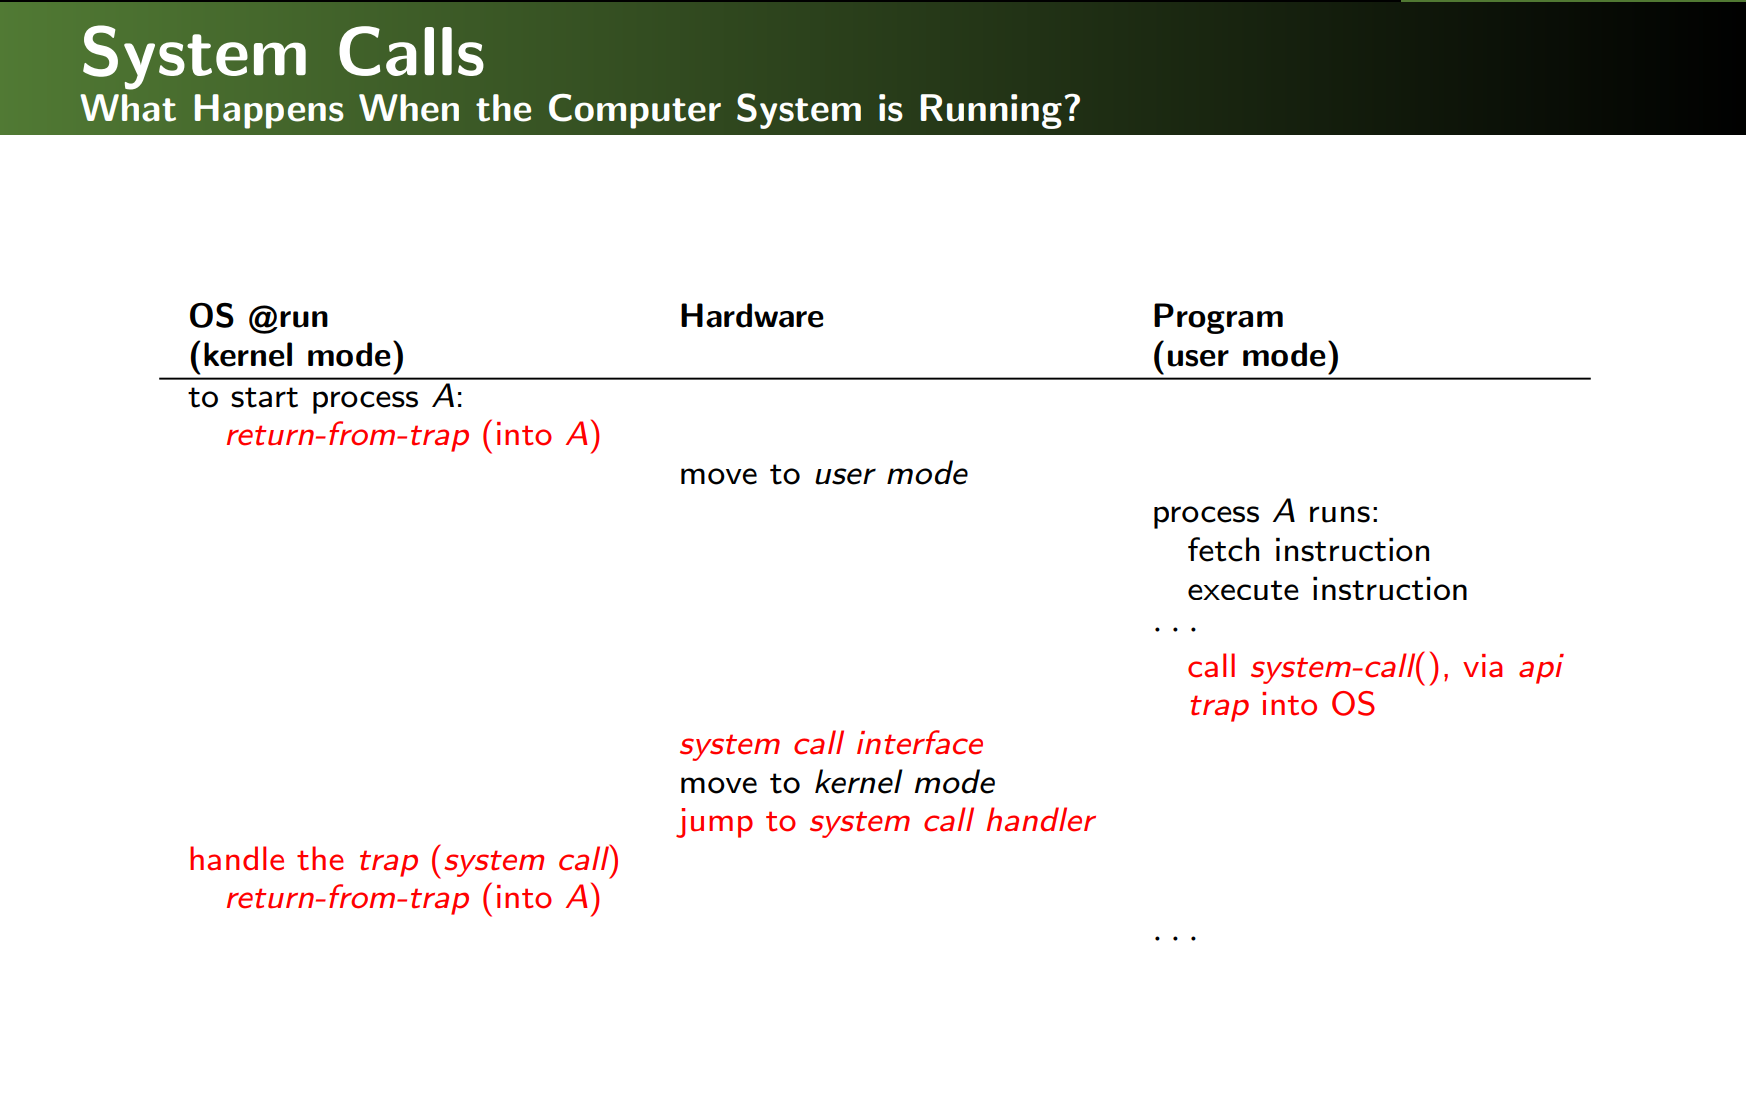 System Calls
What Happens When the Computer System is Running?
OS @run Hardware Program
(kernel mode) (user mode)
to start process A:
return-from-trap (into A)
move to user mode
process A runs:
fetch instruction
execute instruction
...
call system-call(), via api
trap into OS
system call interface
move to kernel mode
jump to system call handler
handle the trap (system call)
return-from-trap (into A)
...